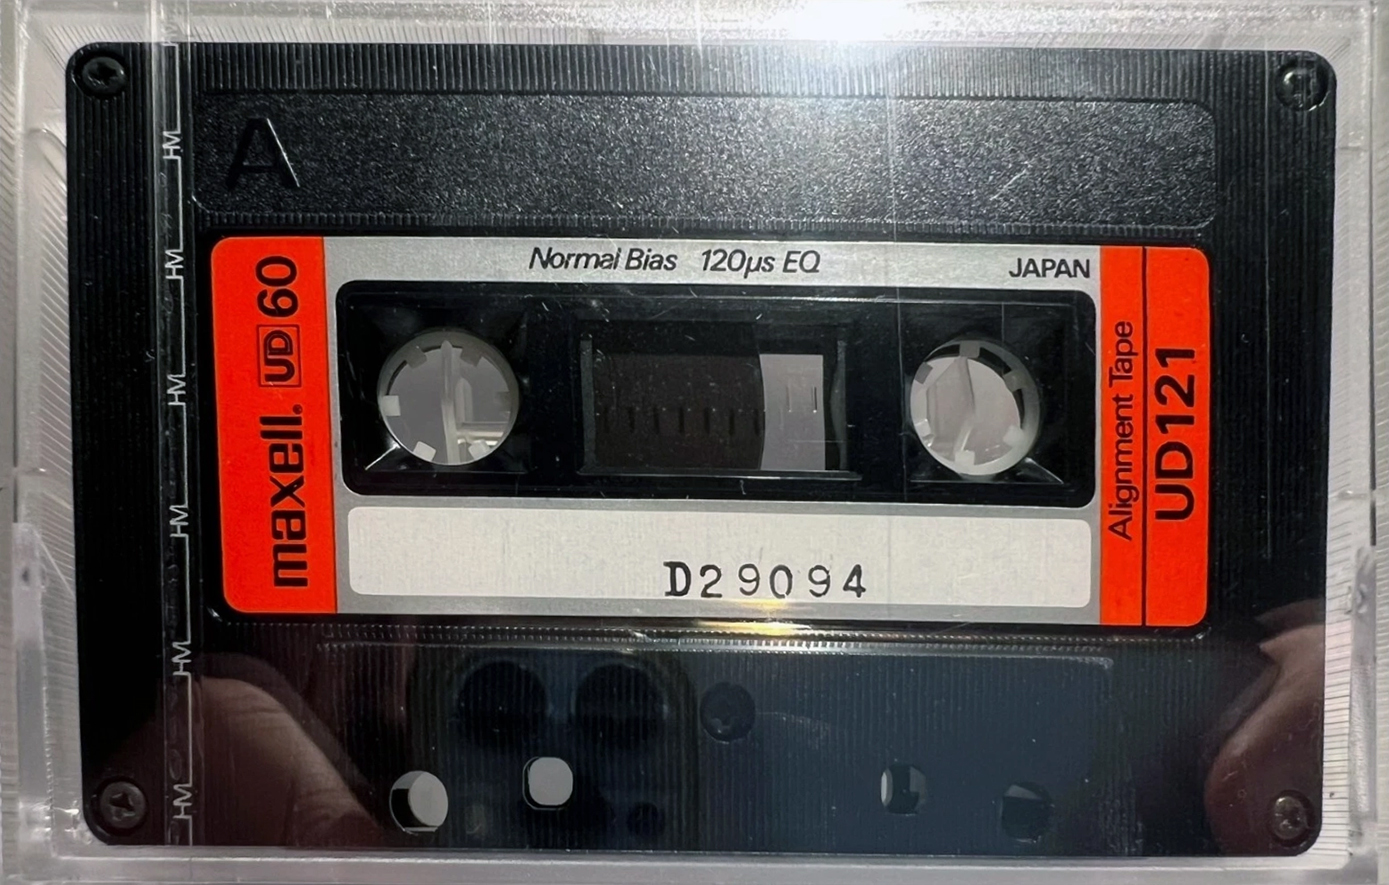 A
Normal Bias 120µs EQ
JAPAN
maxell. UD 60
Alignment Tape
UD121
D29094